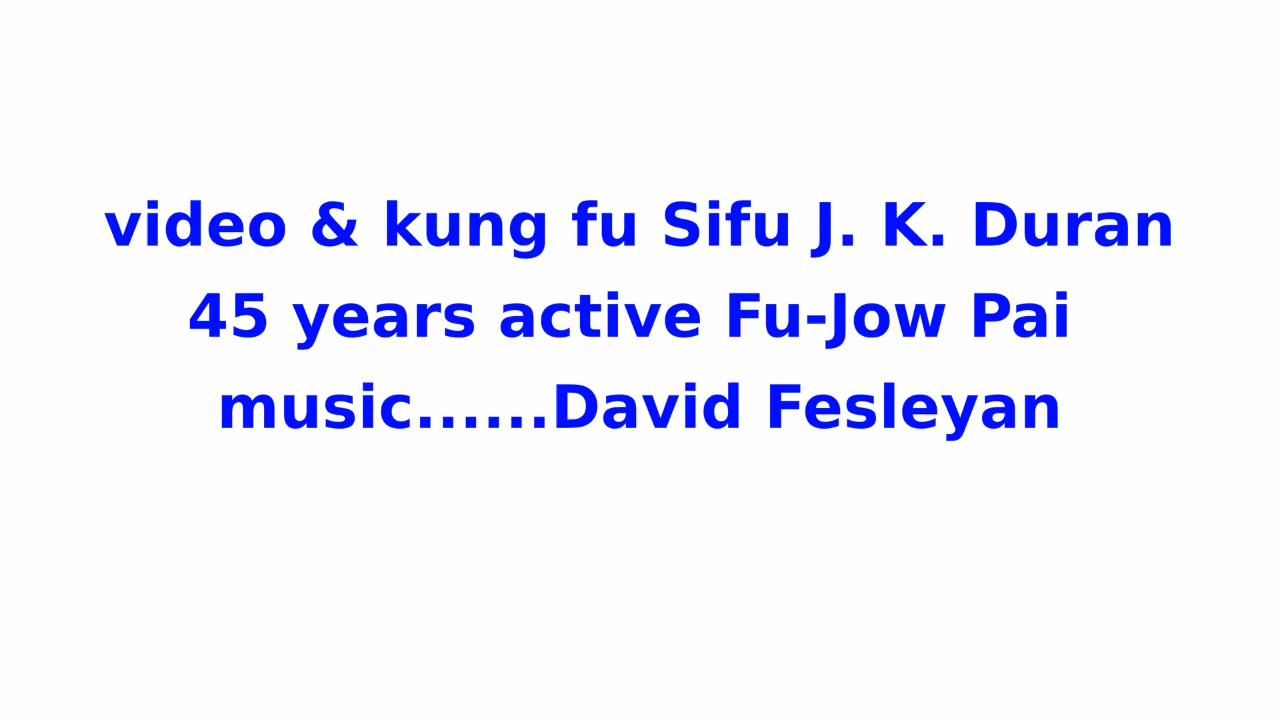 video & kung fu Sifu J. K. Duran
45 years active Fu-Jow Pai
music......David Fesleyan